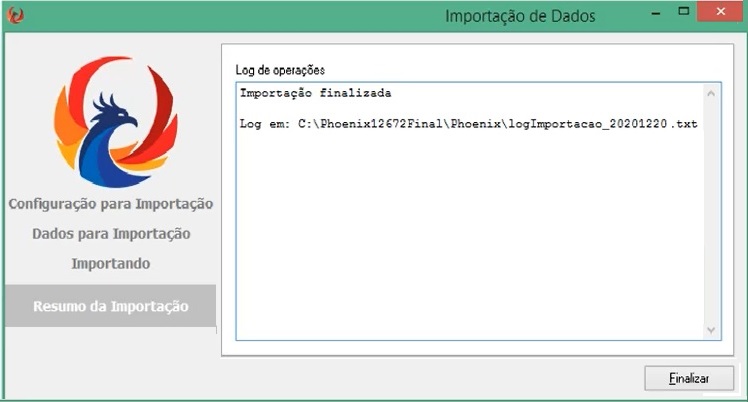 Importação de Dados
Configuração para Importação
Dados para Importação
Importando
Resumo da Importação
Log de operações
Importação finalizada
Log em: C:\Phoenix12672Final\Phoenix\logImportacao_20201220.txt
Finalizar